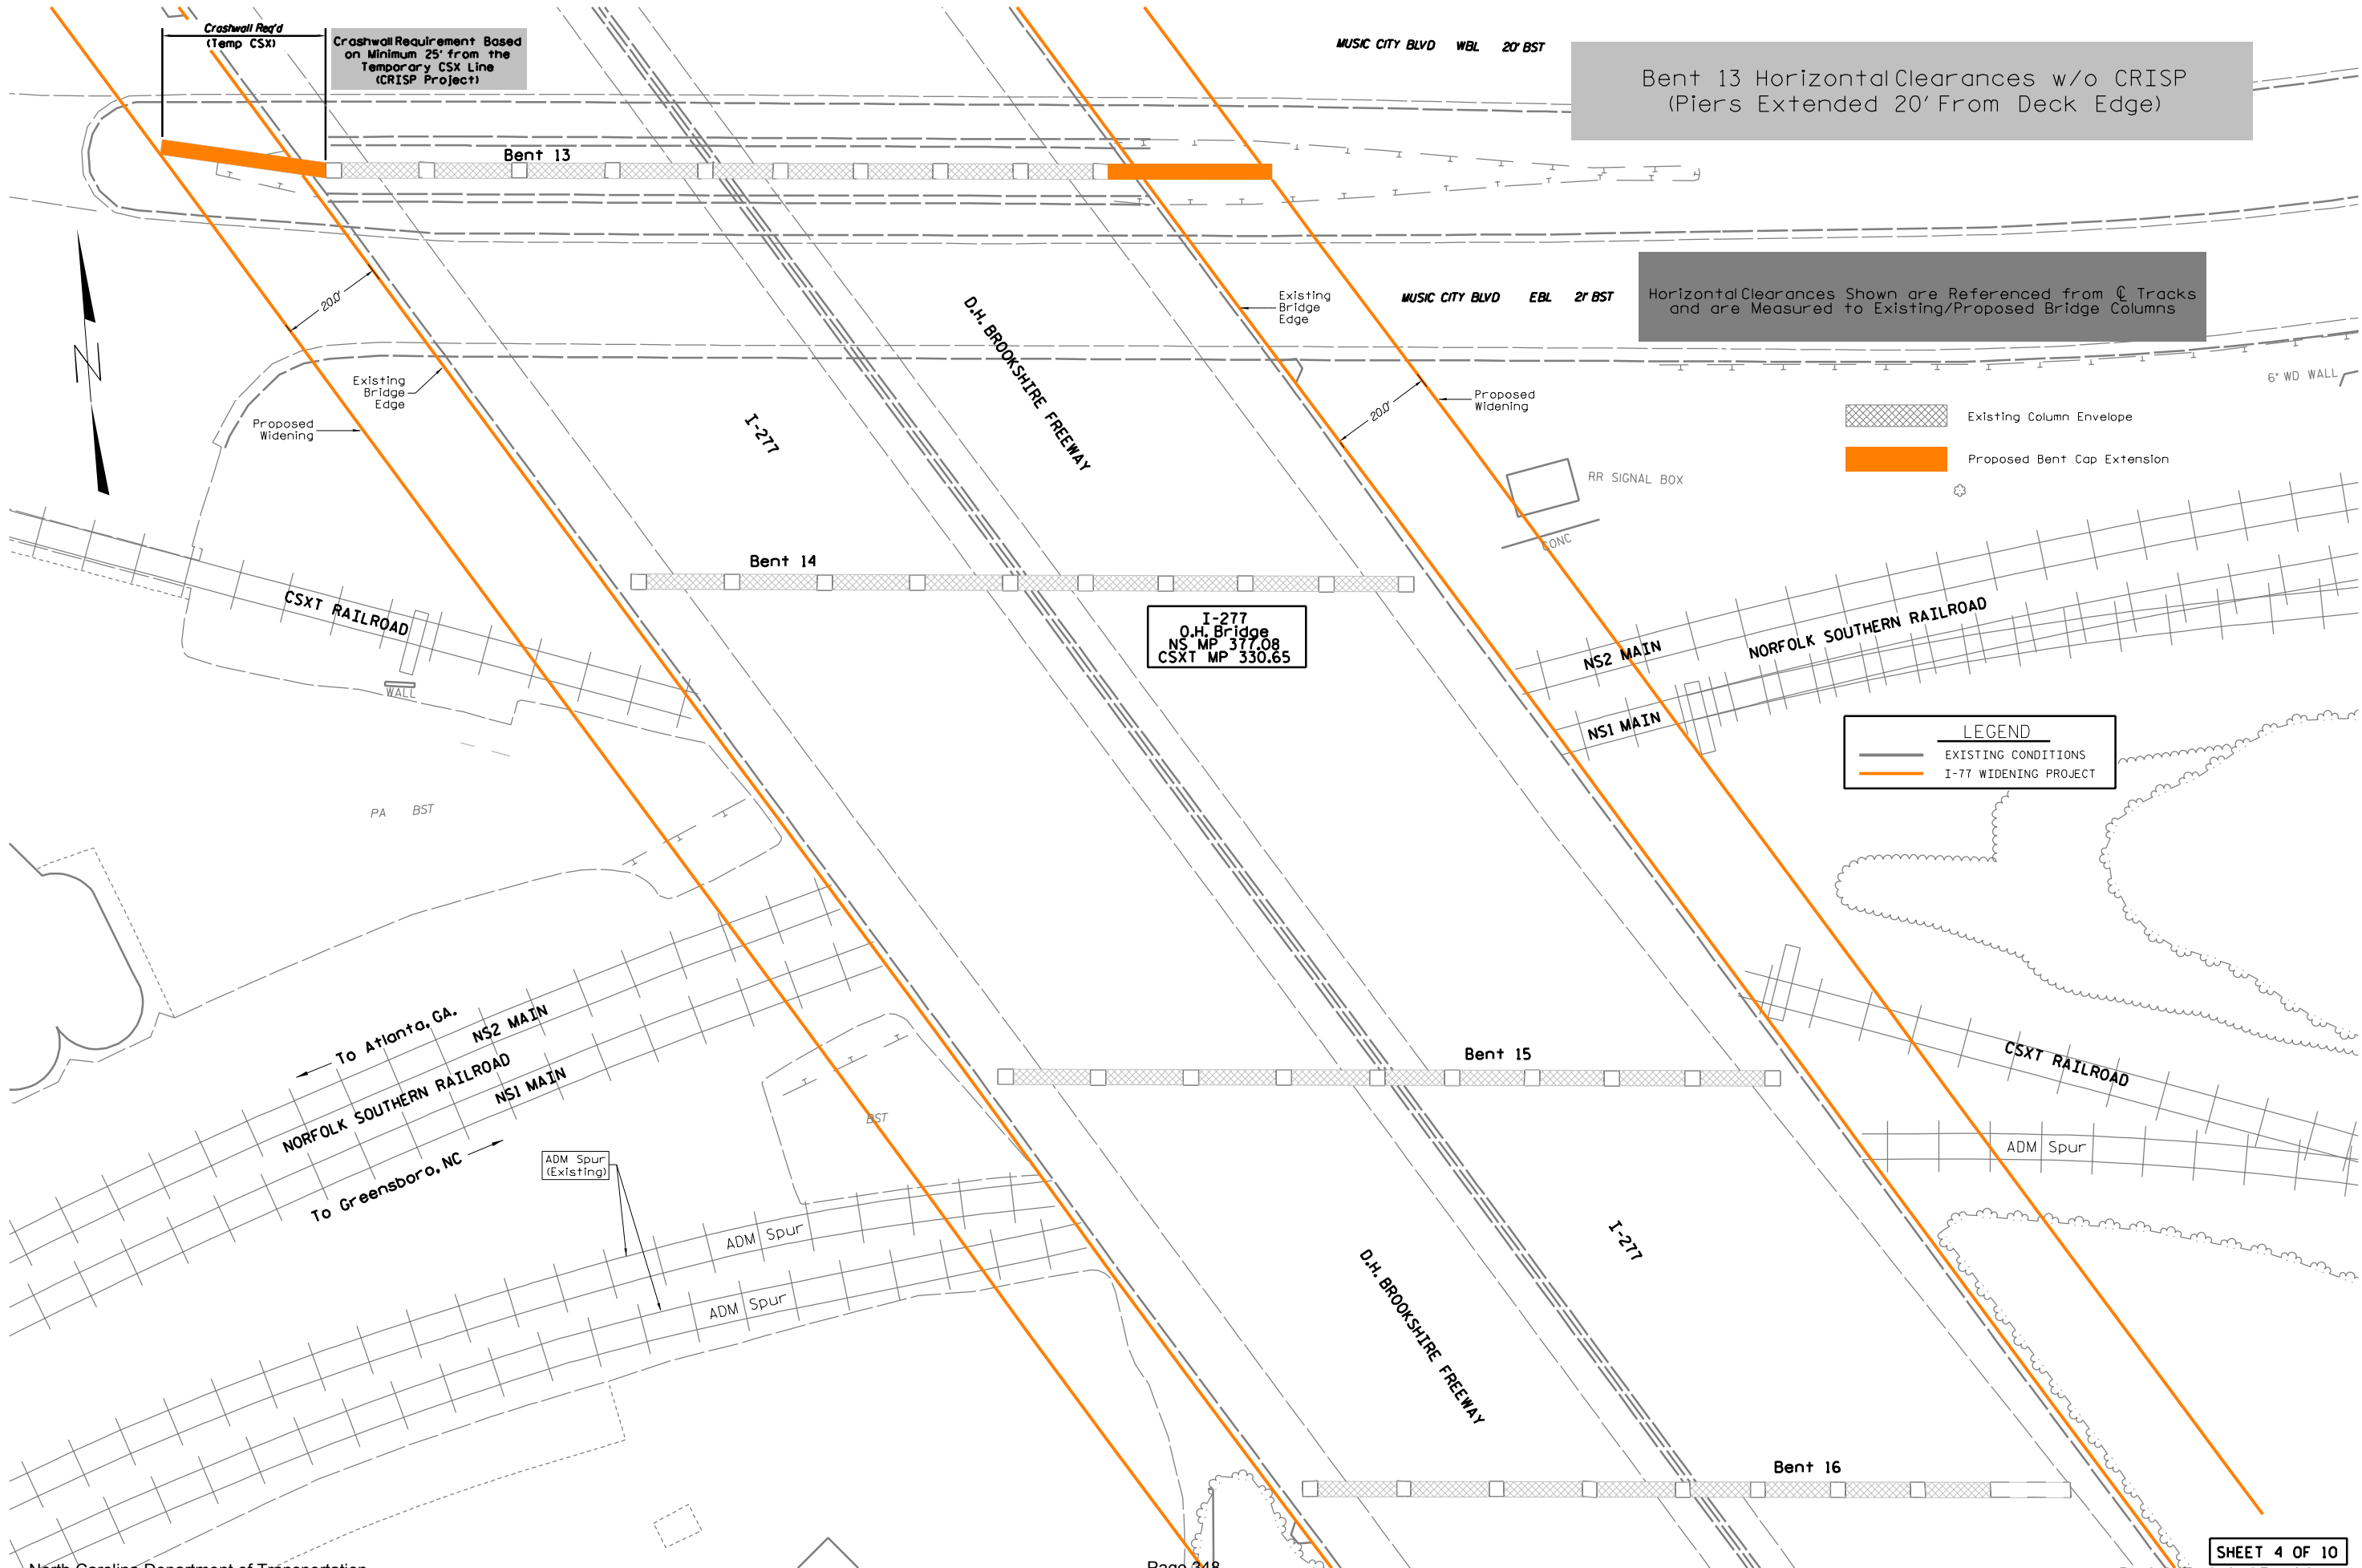 Crashwall Req'd
(Temp CSX)
Crashwall Requirement Based
on Minimum 25' from the
Temporary CSX Line
(CRISP Project)
MUSIC CITY BLVD WBL 20' BST
Bent 13 Horizontal Clearances w/o CRISP
(Piers Extended 20' From Deck Edge)
Bent 13
20.0'
Existing
Bridge
Edge
MUSIC CITY BLVD EBL 21' BST
Horizontal Clearances Shown are Referenced from ℄ Tracks
and are Measured to Existing/Proposed Bridge Columns
D.H. BROOKSHIRE FREEWAY
N
Existing
Bridge
Edge
Proposed
Widening
I-277
20.0'
Proposed
Widening
6" WD WALL
Existing Column Envelope
Proposed Bent Cap Extension
RR SIGNAL BOX
CONC
Bent 14
CSXT RAILROAD
I-277
O.H. Bridge
NS MP 377.08
CSXT MP 330.65
NS2 MAIN
NORFOLK SOUTHERN RAILROAD
NS1 MAIN
WALL
LEGEND
EXISTING CONDITIONS
I-77 WIDENING PROJECT
PA BST
To Atlanta, GA.
NS2 MAIN
NORFOLK SOUTHERN RAILROAD
NS1 MAIN
To Greensboro, NC
Bent 15
CSXT RAILROAD
BST
ADM Spur
ADM Spur
(Existing)
ADM Spur
ADM Spur
I-277
D.H. BROOKSHIRE FREEWAY
Bent 16
SHEET 4 OF 10
North Carolina Department of Transportation
Page 348